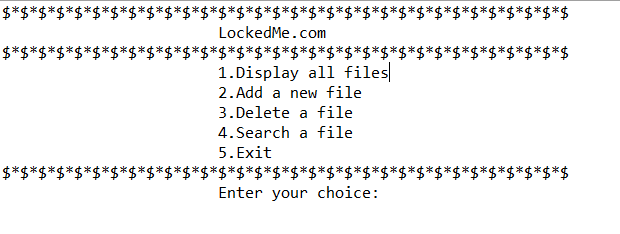 $*$*$*$*$*$*$*$*$*$*$*$*$*$*$*$*$*$*$*$*$*$*$*$*$*$*$*$*$*$*$*$
LockedMe.com
$*$*$*$*$*$*$*$*$*$*$*$*$*$*$*$*$*$*$*$*$*$*$*$*$*$*$*$*$*$*$*$
1.Display all files
2.Add a new file
3.Delete a file
4.Search a file
5.Exit
$*$*$*$*$*$*$*$*$*$*$*$*$*$*$*$*$*$*$*$*$*$*$*$*$*$*$*$*$*$*$*$
Enter your choice: